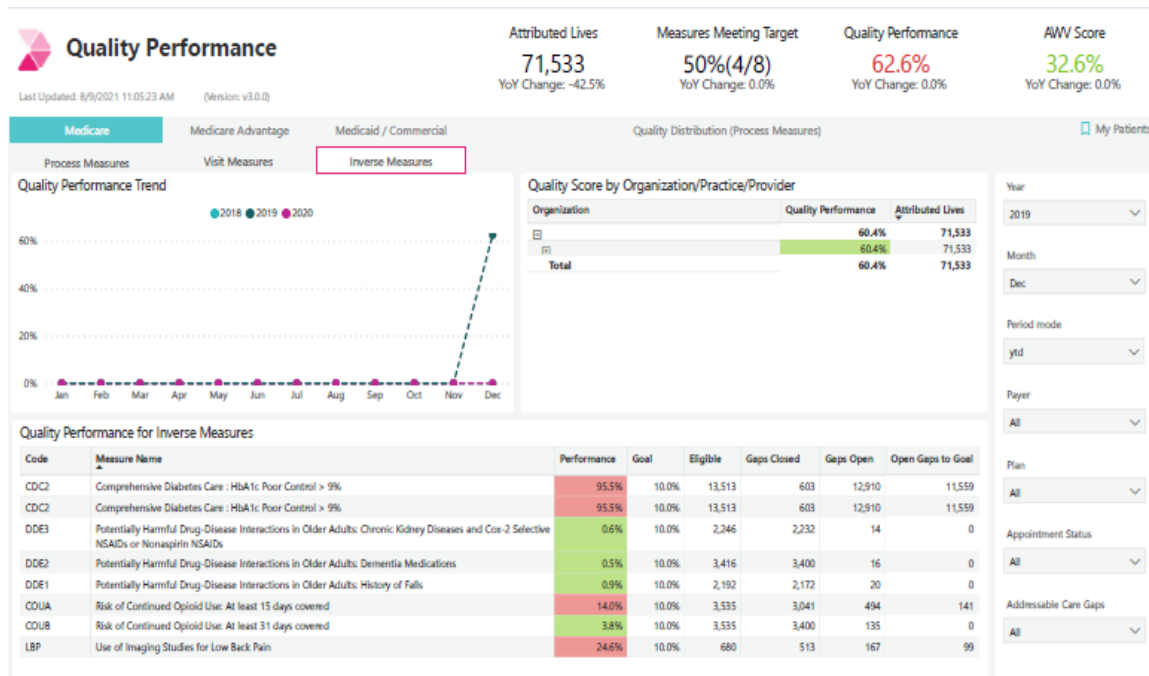 Quality Performance
Last Updated: 8/9/2021 11:05:23 AM (Version: v3.0.0)
Attributed Lives
71,533
YoY Change: -42.5%
Measures Meeting Target
50%(4/8)
YoY Change: 0.0%
Quality Performance
62.6%
YoY Change: 0.0%
AWV Score
32.6%
YoY Change: 0.0%
Medicare Medicare Advantage Medicaid / Commercial Quality Distribution (Process Measures) My Patients
Process Measures Visit Measures Inverse Measures
Quality Performance Trend
2018 2019 2020
60%
40%
20%
0%
Jan Feb Mar Apr May Jun Jul Aug Sep Oct Nov Dec
Quality Score by Organization/Practice/Provider
Organization Quality Performance Attributed Lives
60.4% 71,533
60.4% 71,533
Total 60.4% 71,533
Year
2019
Month
Dec
Period mode
ytd
Payer
All
Plan
All
Appointment Status
All
Addressable Care Gaps
All
Quality Performance for Inverse Measures
Code Measure Name Performance Goal Eligible Gaps Closed Gaps Open Open Gaps to Goal
CDC2 Comprehensive Diabetes Care : HbA1c Poor Control > 9% 95.5% 10.0% 13,513 603 12,910 11,559
CDC2 Comprehensive Diabetes Care : HbA1c Poor Control > 9% 95.5% 10.0% 13,513 603 12,910 11,559
DDE3 Potentially Harmful Drug-Disease Interactions in Older Adults: Chronic Kidney Diseases and Cox-2 Selective 0.6% 10.0% 2,246 2,232 14 0
NSAIDs or Nonaspirin NSAIDs
DDE2 Potentially Harmful Drug-Disease Interactions in Older Adults: Dementia Medications 0.5% 10.0% 3,416 3,400 16 0
DDE1 Potentially Harmful Drug-Disease Interactions in Older Adults: History of Falls 0.9% 10.0% 2,192 2,172 20 0
COUA Risk of Continued Opioid Use: At least 15 days covered 14.0% 10.0% 3,535 3,041 494 141
COUB Risk of Continued Opioid Use: At least 31 days covered 3.8% 10.0% 3,535 3,400 135 0
LBP Use of Imaging Studies for Low Back Pain 24.6% 10.0% 680 513 167 99